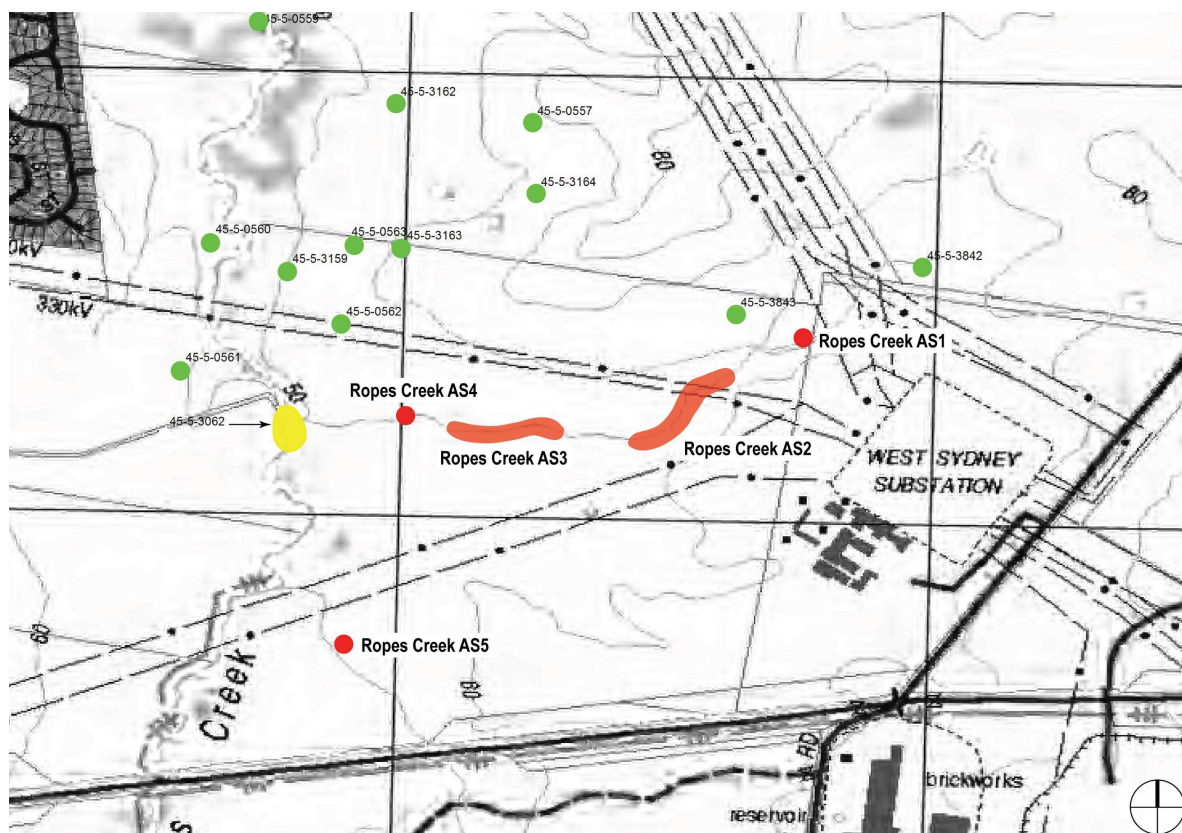 45-5-0559
45-5-3162
45-5-0557
80
80
45-5-3164
45-5-0560
45-5-0563
45-5-3163
45-5-3159
45-5-3842
330kV
45-5-0562
45-5-3843
Ropes Creek AS1
45-5-0561
Ropes Creek AS4
45-5-3062
Ropes Creek AS3
Ropes Creek AS2
WEST SYDNEY
SUBSTATION
60
Ropes Creek AS5
60
Creek
RD
brickworks
reservoir